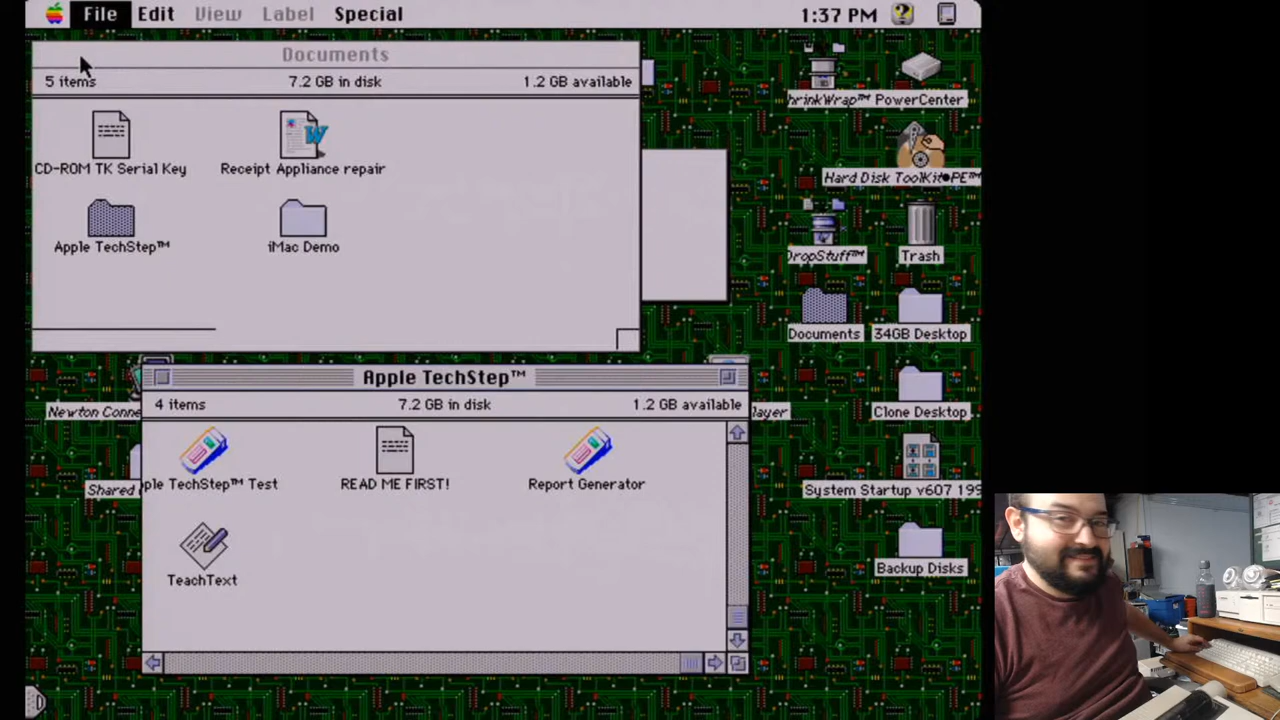 File Edit View Label Special 1:37 PM
Documents
5 items 7.2 GB in disk 1.2 GB available
CD-ROM TK Serial Key Receipt Appliance repair
Apple TechStep™ iMac Demo
hrinkWrap™ PowerCenter
Hard Disk ToolKit•PE™
DropStuff™ Trash
Documents 34GB Desktop
Newton Conne layer Clone Desktop
Shared System Startup v607 199
Backup Disks
Apple TechStep™
4 items 7.2 GB in disk 1.2 GB available
ple TechStep™ Test READ ME FIRST! Report Generator
TeachText